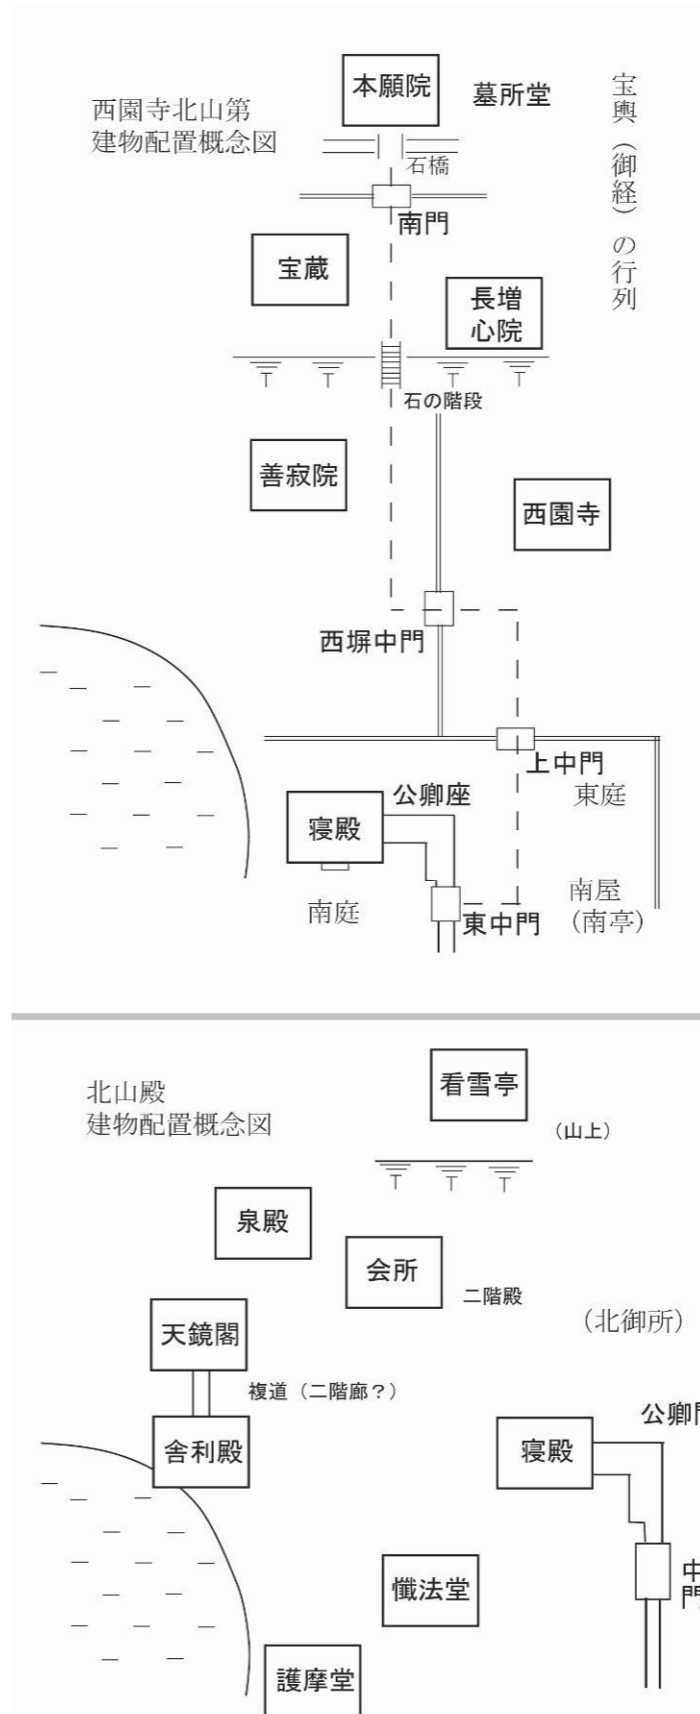 西園寺北山第
建物配置概念図
本願院
墓所堂
宝輿（御経）の行列
石橋
南門
宝蔵
長増
心院
石の階段
善寂院
西園寺
西塀中門
上中門
東庭
公卿座
寝殿
南庭
東中門
南屋
（南亭）
北山殿
建物配置概念図
看雪亭
（山上）
泉殿
会所
二階殿
天鏡閣
（北御所）
複道（二階廊？）
公卿間
舎利殿
寝殿
懺法堂
中
門
護摩堂